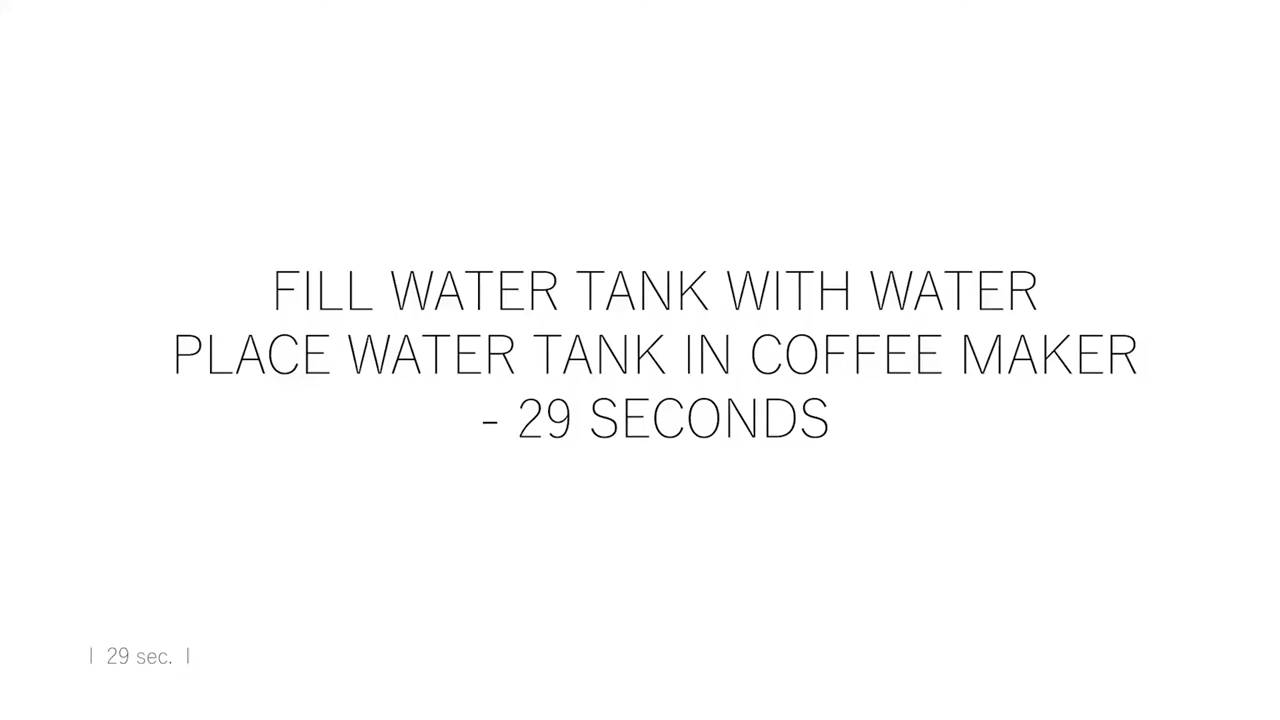 FILL WATER TANK WITH WATER
PLACE WATER TANK IN COFFEE MAKER
- 29 SECONDS
| 29 sec. |